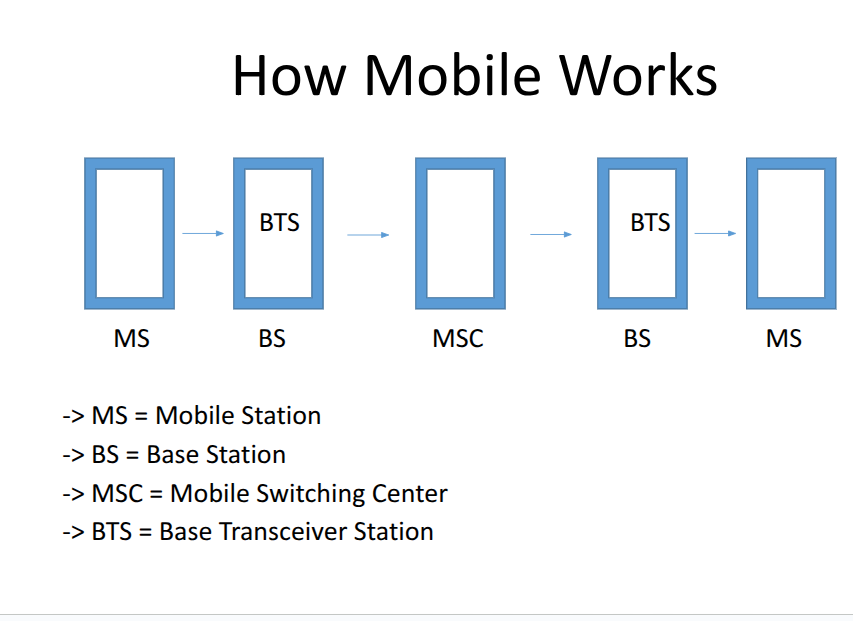 How Mobile Works
BTS
BTS
MS
BS
MSC
BS
MS
-> MS = Mobile Station
-> BS = Base Station
-> MSC = Mobile Switching Center
-> BTS = Base Transceiver Station